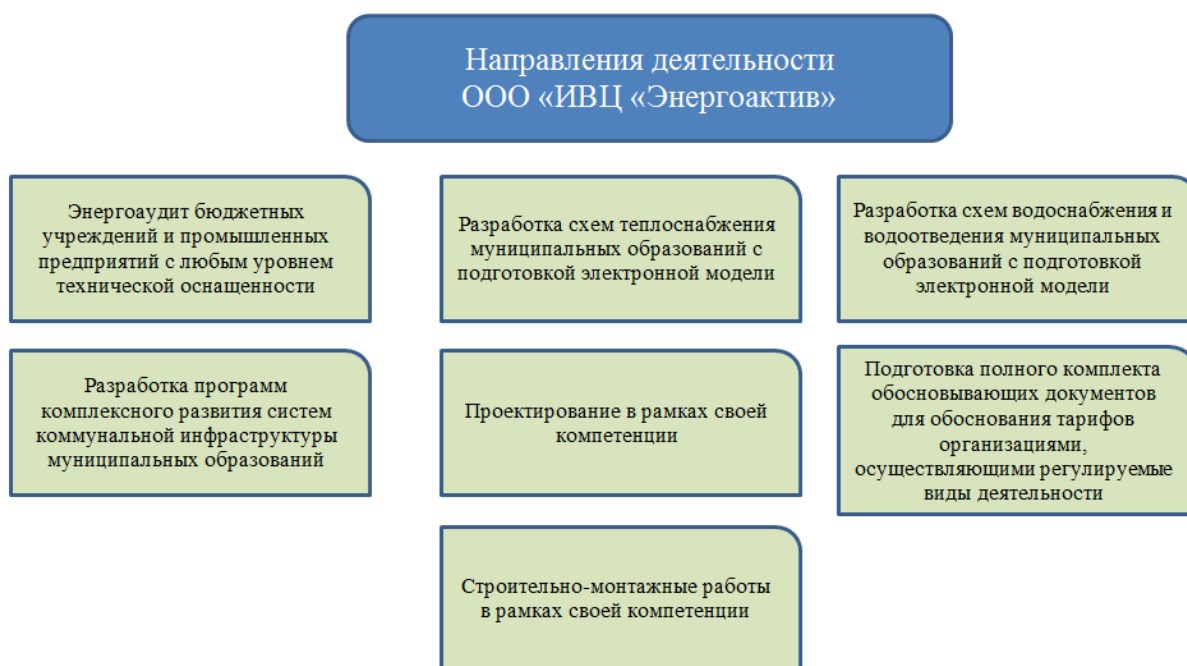 Направления деятельности
ООО «ИВЦ «Энергоактив»
Энергоаудит бюджетных
учреждений и промышленных
предприятий с любым уровнем
технической оснащенности
Разработка схем теплоснабжения
муниципальных образований с
подготовкой электронной модели
Разработка схем водоснабжения и
водоотведения муниципальных
образований с подготовкой
электронной модели
Разработка программ
комплексного развития систем
коммунальной инфраструктуры
муниципальных образований
Проектирование в рамках своей
компетенции
Подготовка полного комплекта
обосновывающих документов
для обоснования тарифов
организациями,
осуществляющими регулируемые
виды деятельности
Строительно-монтажные работы
в рамках своей компетенции